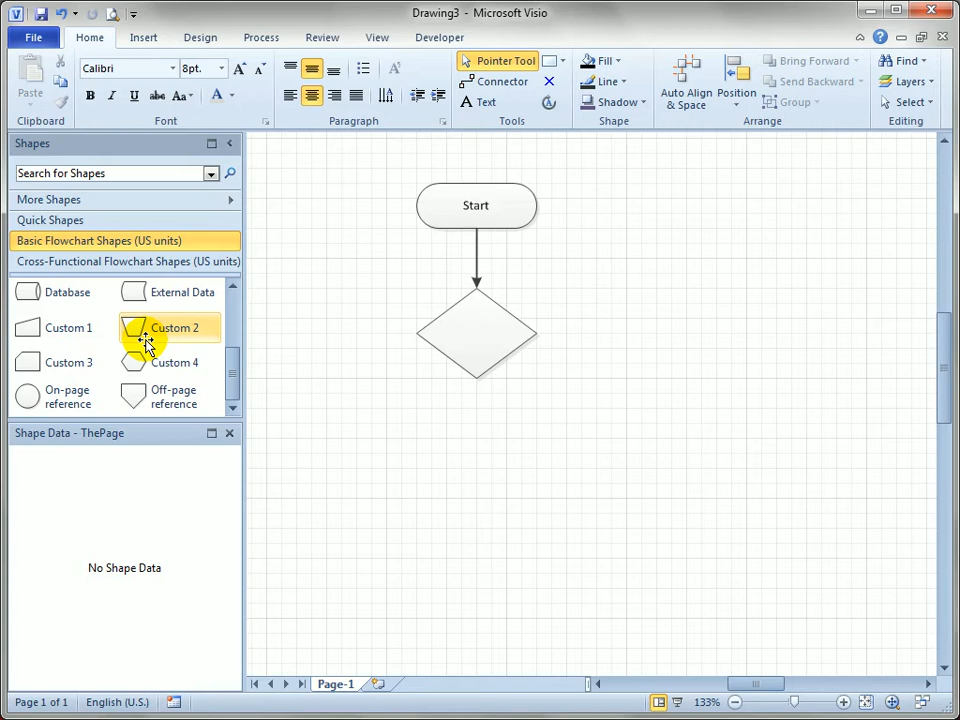 Drawing3 - Microsoft Visio
File Home Insert Design Process Review View Developer
Calibri 8pt. Pointer Tool Fill Bring Forward Find
Paste Connector Line Auto Align & Space Position Send Backward Layers
B I U abc Aa A A Text Shadow Group Select
Clipboard Font Paragraph Tools Shape Arrange Editing
Shapes
Search for Shapes
More Shapes
Quick Shapes
Basic Flowchart Shapes (US units)
Cross-Functional Flowchart Shapes (US units)
Database External Data
Custom 1 Custom 2
Custom 3 Custom 4
On-page reference Off-page reference
Start
Shape Data - ThePage
No Shape Data
Page-1
Page 1 of 1 English (U.S.) 133%